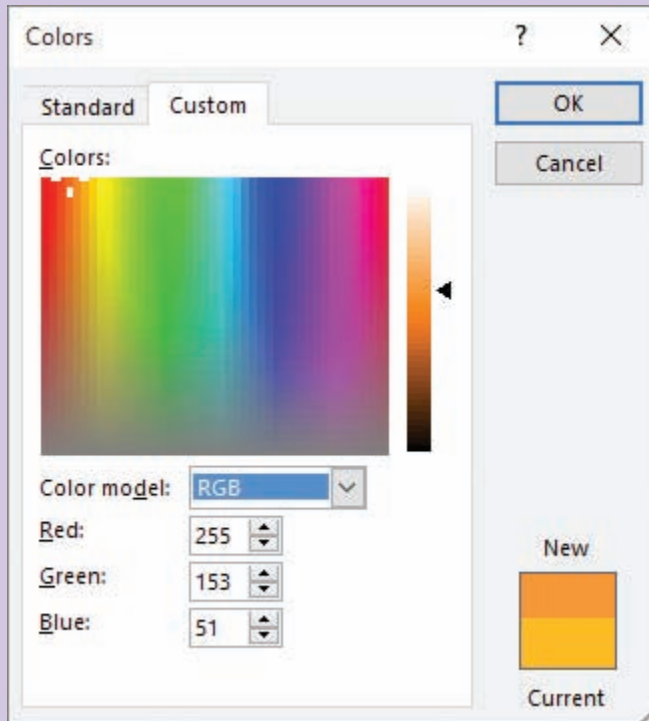 Colors ?
Standard Custom
OK
Cancel
Colors:
Color model: RGB
Red: 255
Green: 153
Blue: 51
New
Current